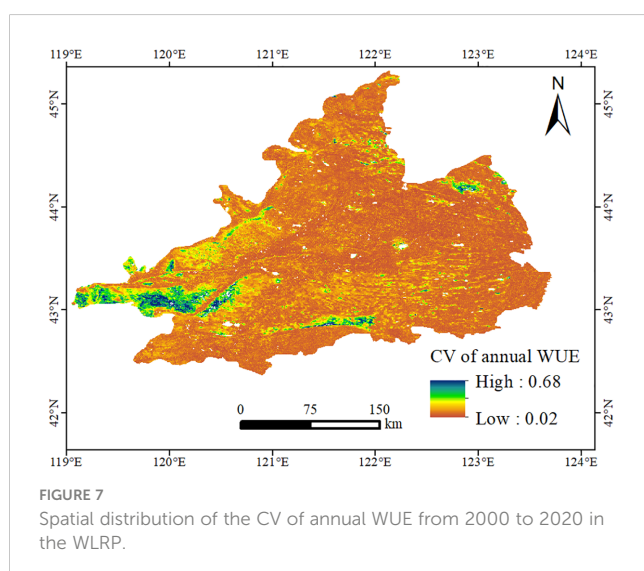 119°E 120°E 121°E 122°E 123°E 124°E
N
45°N 45°N
44°N 44°N
43°N 43°N
42°N 42°N
CV of annual WUE
High : 0.68
Low : 0.02
0 75 150
km
119°E 120°E 121°E 122°E 123°E 124°E
FIGURE 7
Spatial distribution of the CV of annual WUE from 2000 to 2020 in
the WLRP.